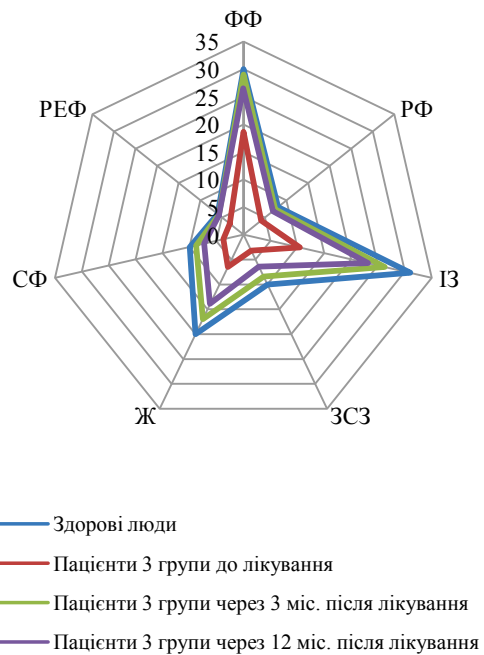 ФФ
35
30
25
20
15
10
5
0
РЕФ
РФ
СФ
ІЗ
Ж
ЗСЗ
Здорові люди
Пацієнти 3 групи до лікування
Пацієнти 3 групи через 3 міс. після лікування
Пацієнти 3 групи через 12 міс. після лікування